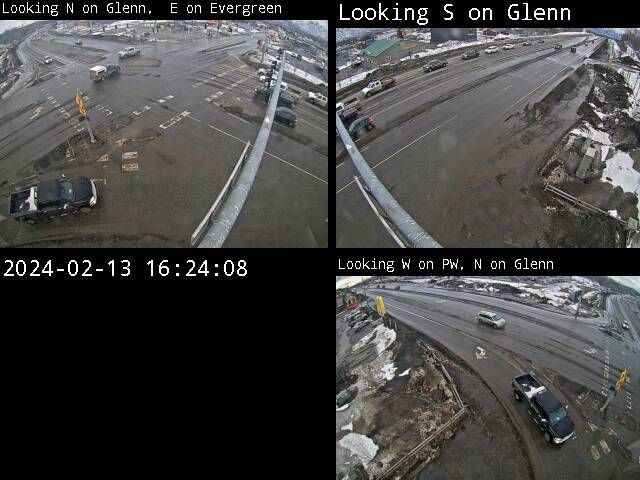 Looking N on Glenn,  E on Evergreen
Looking S on Glenn
2024-02-13 16:24:08
Looking W on PW, N on Glenn